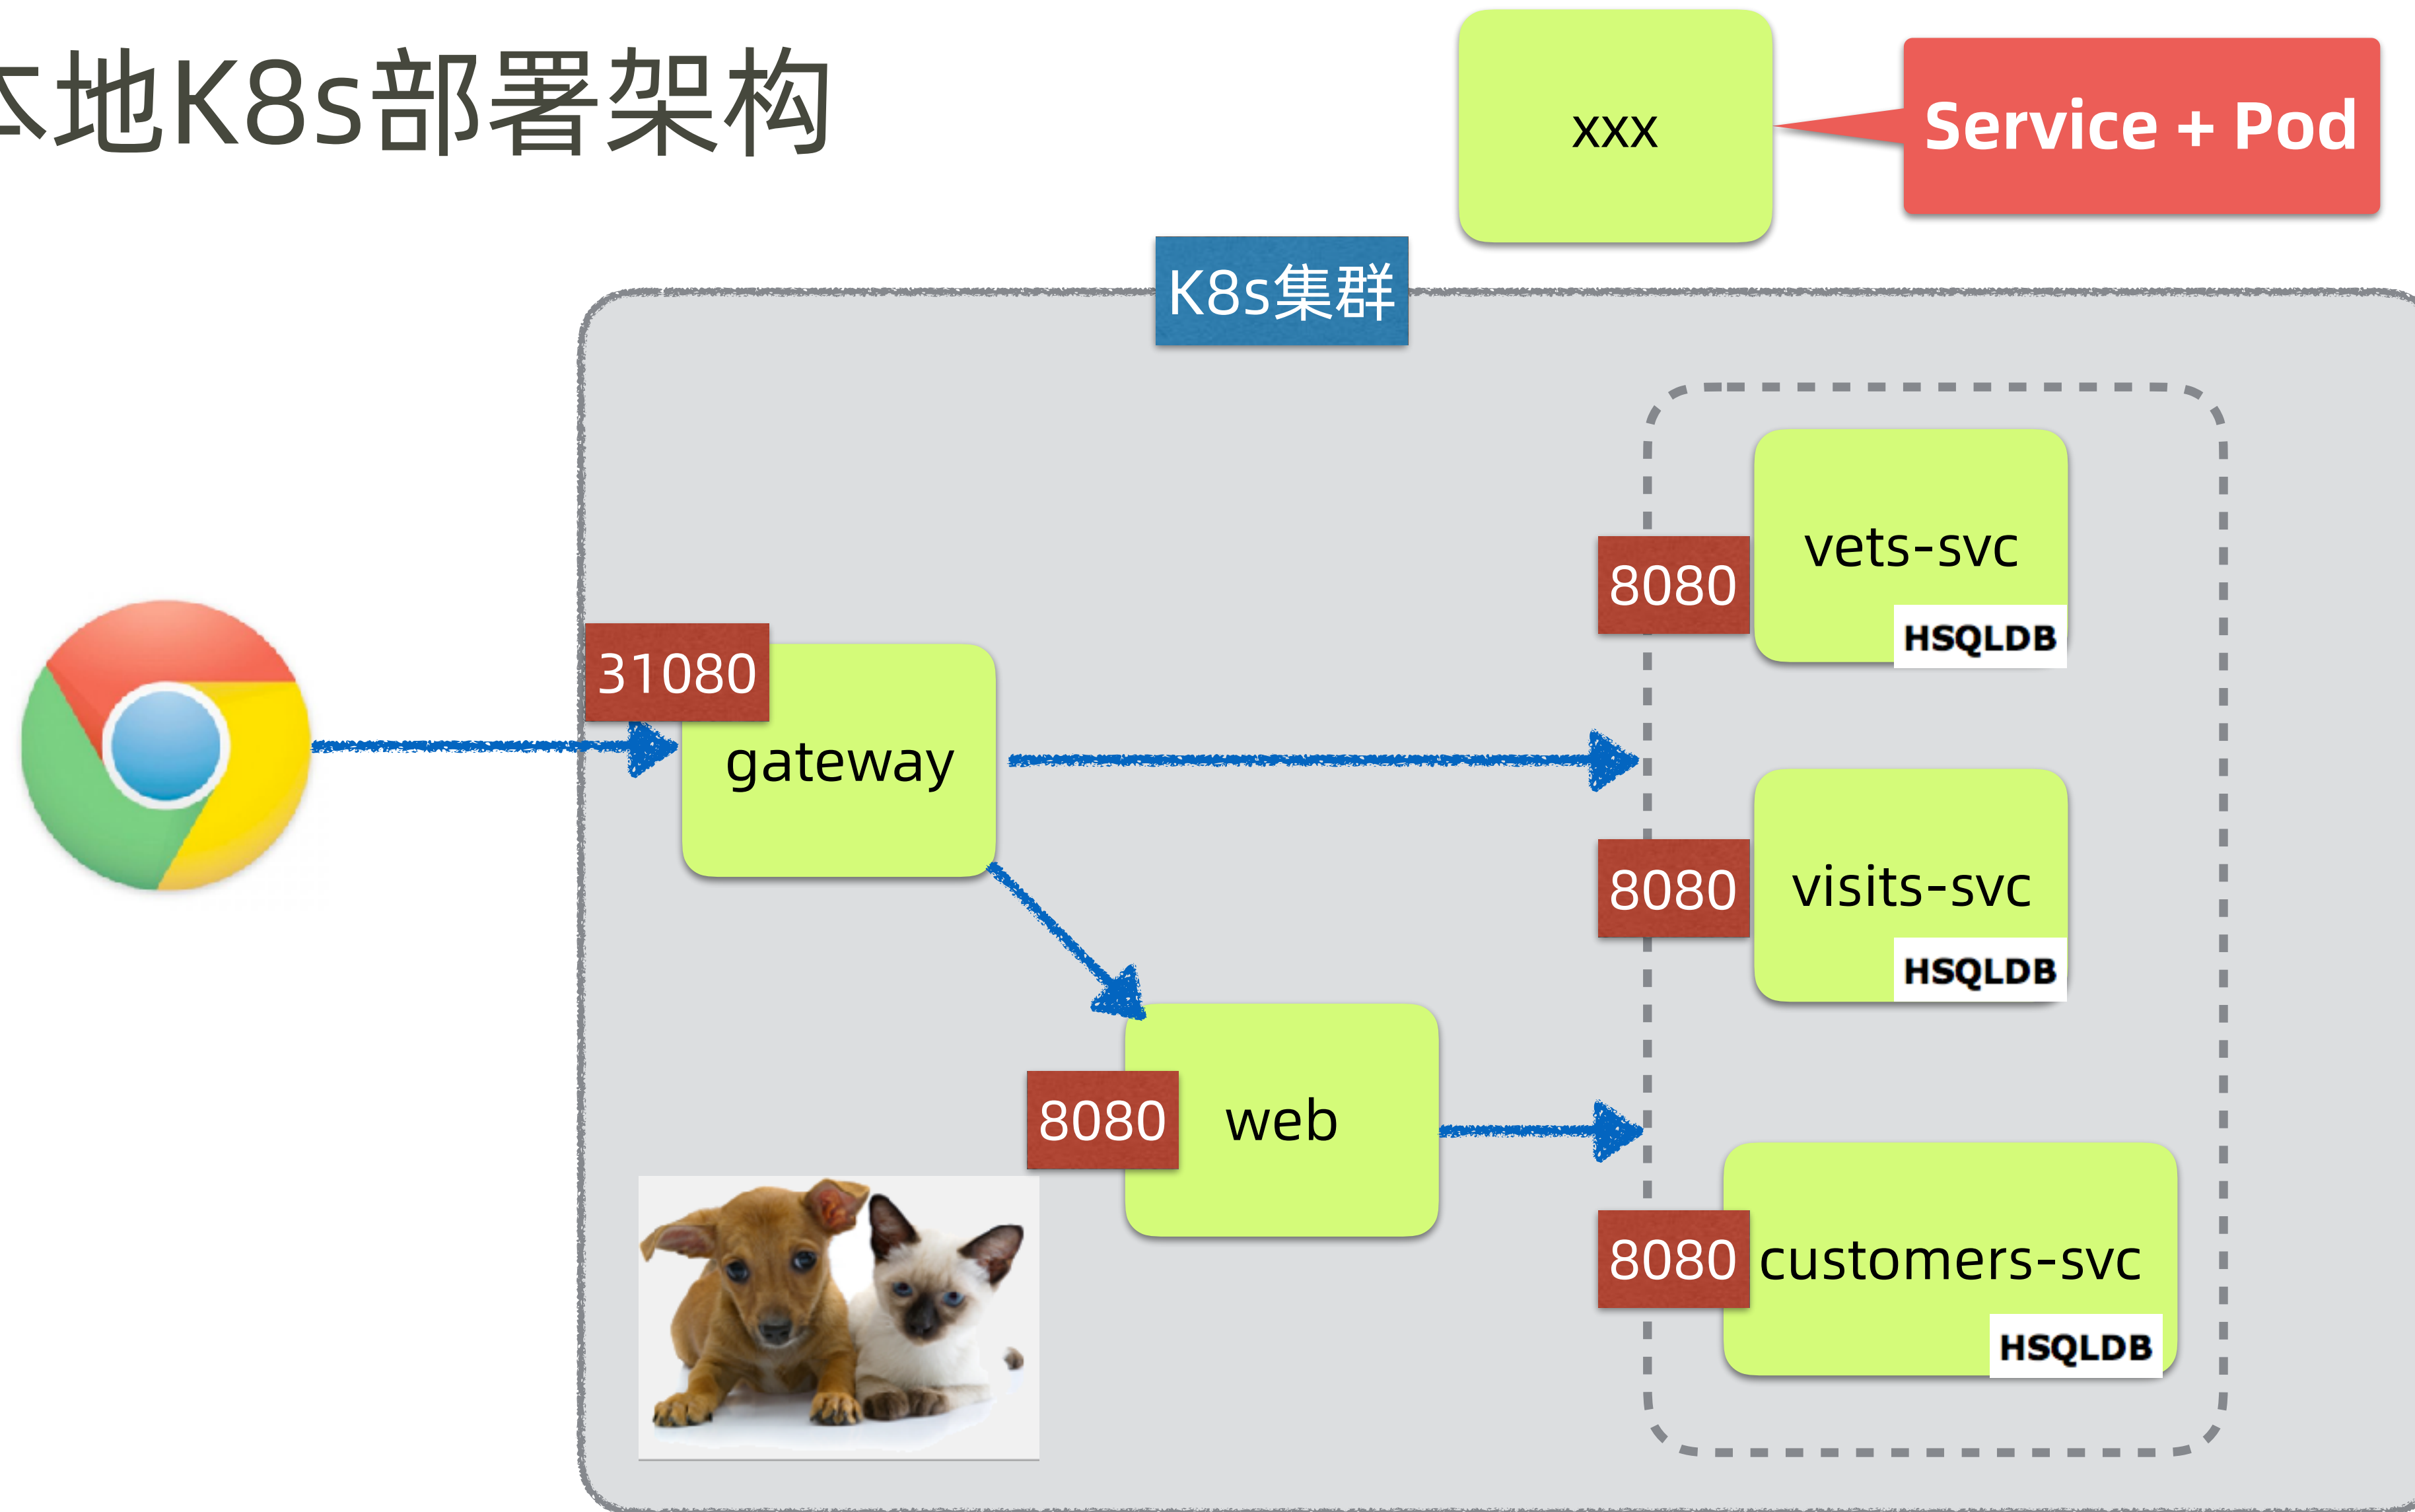 本地K8s部署架构
xxx
Service + Pod
K8s集群
vets-svc
8080
HSQLDB
31080
gateway
visits-svc
8080
HSQLDB
web
8080
customers-svc
8080
HSQLDB